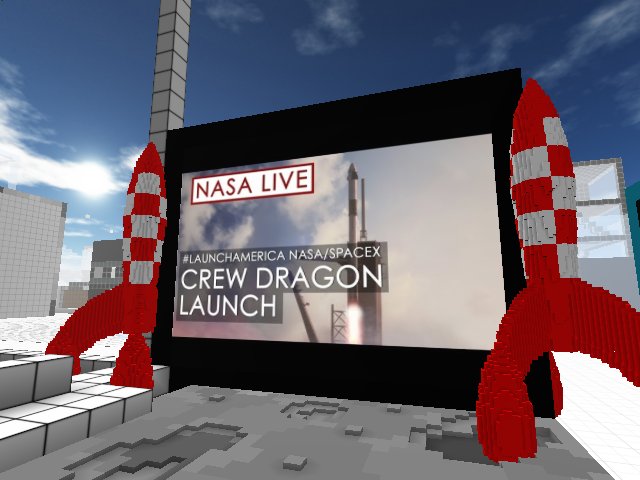 NASA LIVE
#LAUNCHAMERICA NASA/SPACEX
CREW DRAGON
LAUNCH